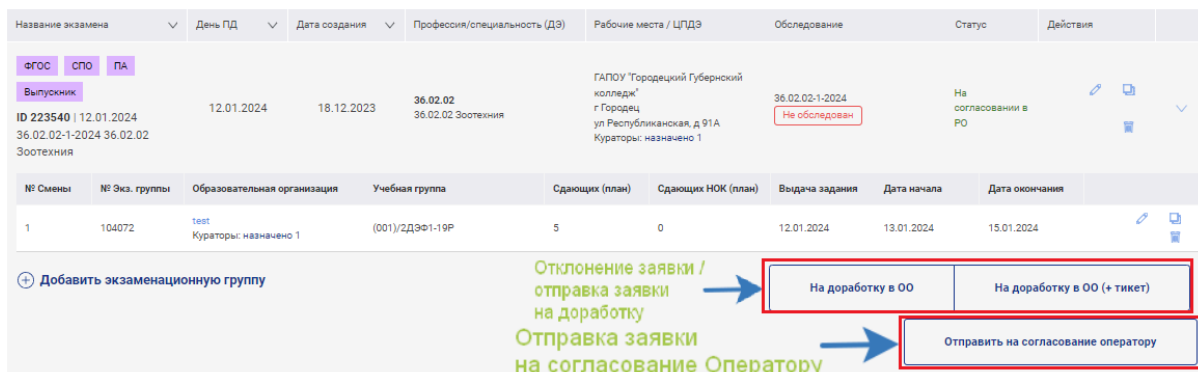 Название экзамена День ПД Дата создания Профессия/специальность (ДЭ) Рабочие места / ЦПДЭ Обследование Статус Действия
ФГОС СПО ПА
Выпускник
ID 223540 | 12.01.2024
36.02.02-1-2024 36.02.02
Зоотехния
12.01.2024
18.12.2023
36.02.02
36.02.02 Зоотехния
ГАПОУ "Городецкий Губернский
колледж"
г Городец
ул Республиканская, д 91А
Кураторы: назначено 1
36.02.02-1-2024
Не обследован
На
согласовании в
РО
№ Смены № Экз. группы Образовательная организация Учебная группа Сдающих (план) Сдающих НОК (план) Выдача задания Дата начала Дата окончания
1 104072 test (001)/2ДЭФ1-19Р 5 0 12.01.2024 13.01.2024 15.01.2024
Кураторы: назначено 1
Добавить экзаменационную группу
Отклонение заявки /
отправка заявки
на доработку
На доработку в ОО На доработку в ОО (+ тикет)
Отправка заявки
на согласование Оператору
Отправить на согласование оператору